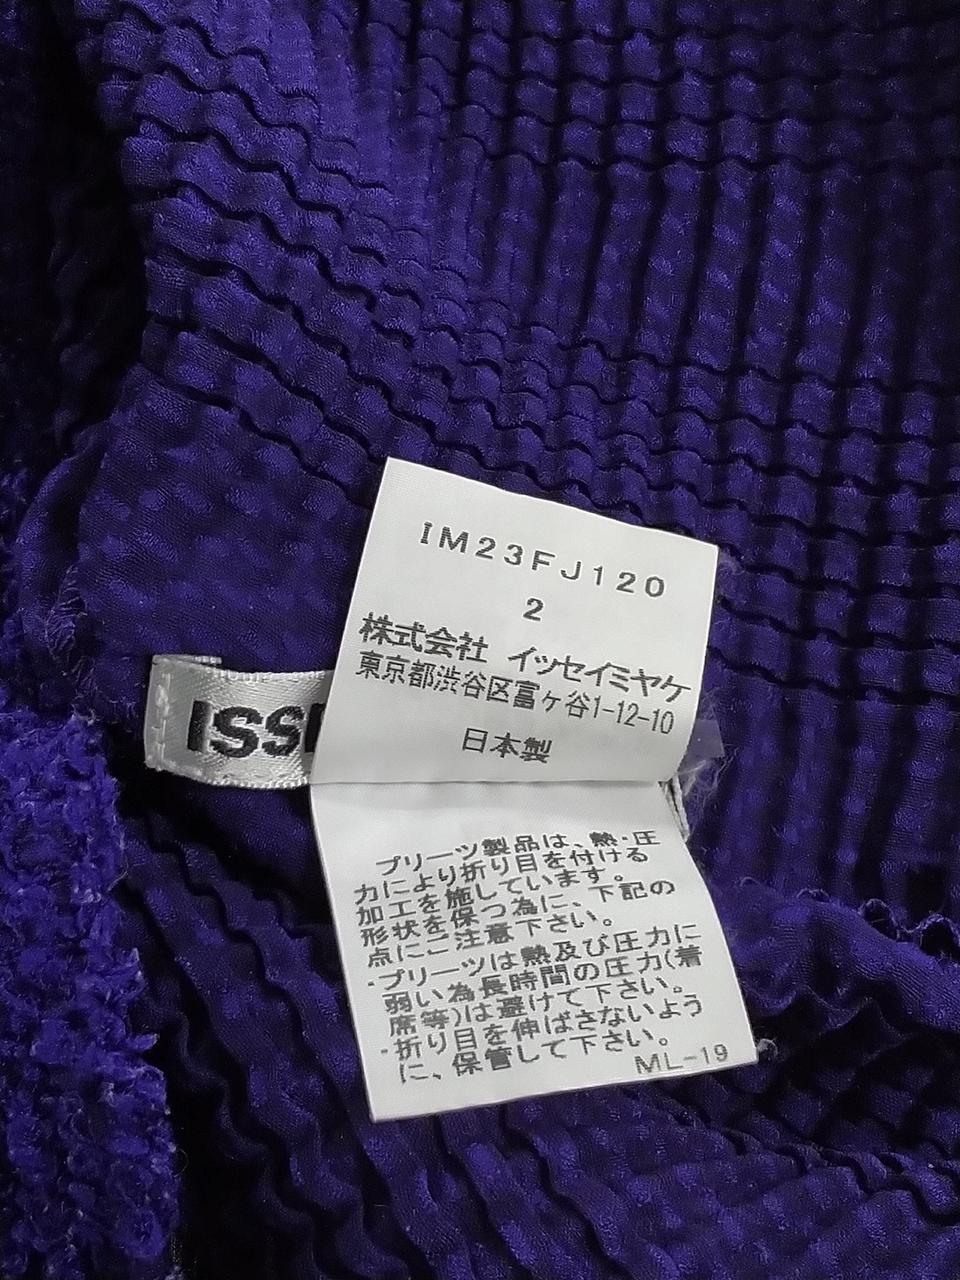 IM23FJ120
2
株式会社 イッセイミヤケ
東京都渋谷区富ヶ谷1-12-10
日本製
ISS
プリーツ製品は、熱・圧
力により折り目を付ける
加工を施しています。
形状を保つ為に、下記の
点にご注意下さい。
・プリーツは熱及び圧力に
弱い為長時間の圧力(着
席等)は避けて下さい。
・折り目を伸ばさないよう
に、保管して下さい。
ML-19